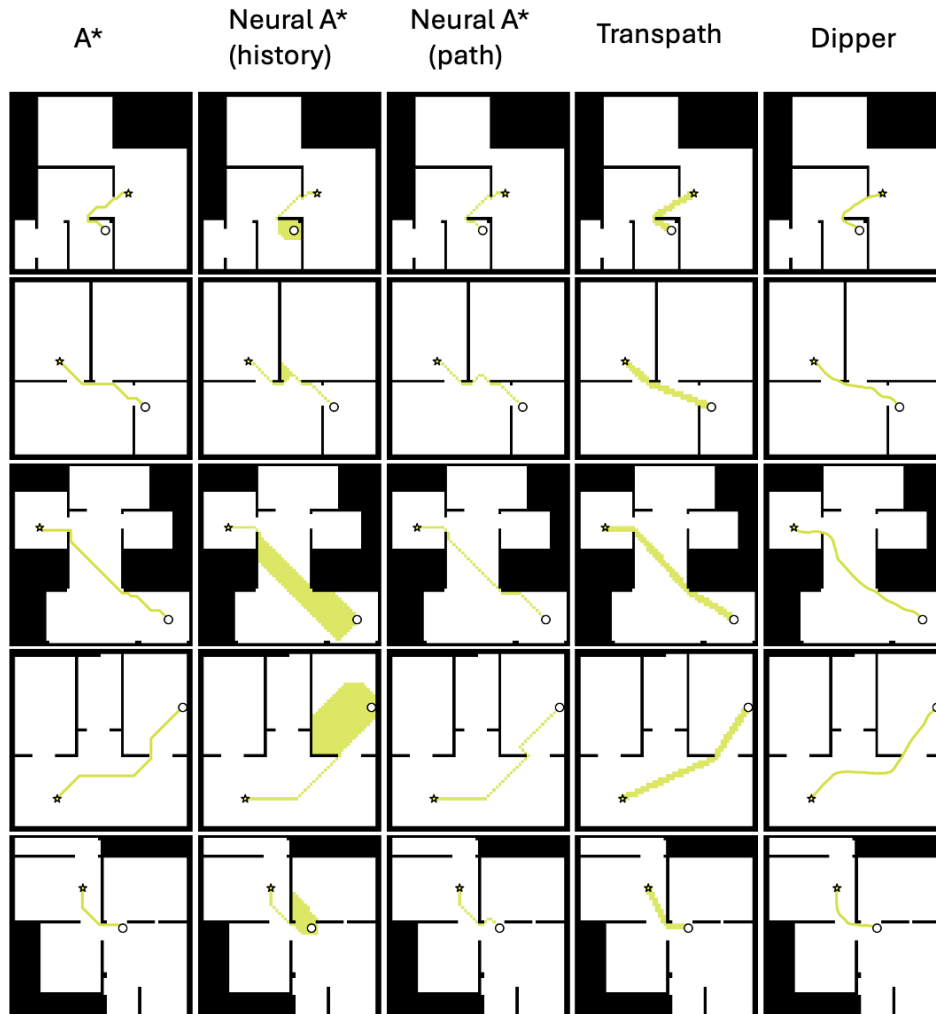 A*
Neural A*
(history)
Neural A*
(path)
Transpath
Dipper